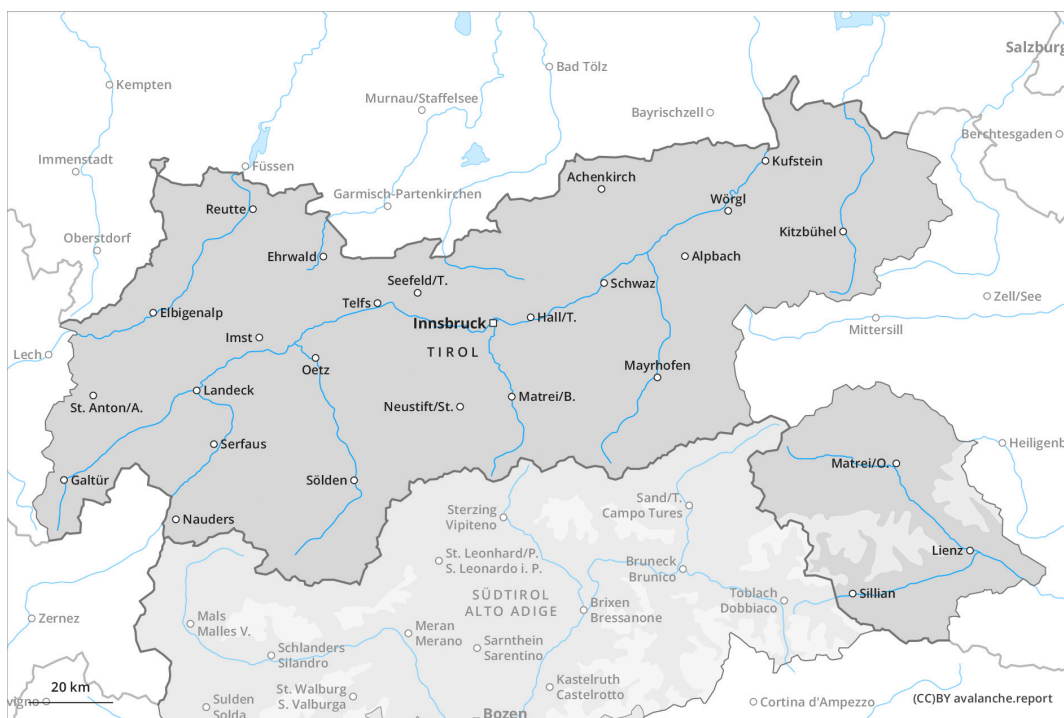 Salzburg
Kempten
Bad Tölz
Murnau/Staffelsee
Bayrischzell
Berchtesgaden
Immenstadt
Füssen
Kufstein
Achenkirch
Garmisch-Partenkirchen
Reutte
Wörgl
Oberstdorf
Kitzbühel
Ehrwald
Alpbach
Seefeld/T.
Schwaz
Zell/See
Telfs
Elbigenalp
Hall/T.
Innsbruck
Mittersill
Imst
TIROL
Lech
Oetz
Mayrhofen
Landeck
St. Anton/A.
Neustift/St.
Matrei/B.
Serfaus
Heiligenb
Matrei/O.
Galtür
Sölden
Sand/T.
Campo Tures
Sterzing
Vipiteno
Nauders
Lienz
St. Leonhard/P.
S. Leonardo i. P.
Bruneck
Brunico
SÜDTIROL
ALTO ADIGE
Toblach
Dobbiaco
Sillian
Brixen
Bressanone
Zernez
Mals
Malles V.
Meran
Merano
Sarnthein
Sarentino
Schlanders
Silandro
20 km
Kastelruth
Castelrotto
St. Walburg
S. Valburga
vigno
Sulden
Solda
Cortina d'Ampezzo
(CC)BY avalanche.report
Bozen